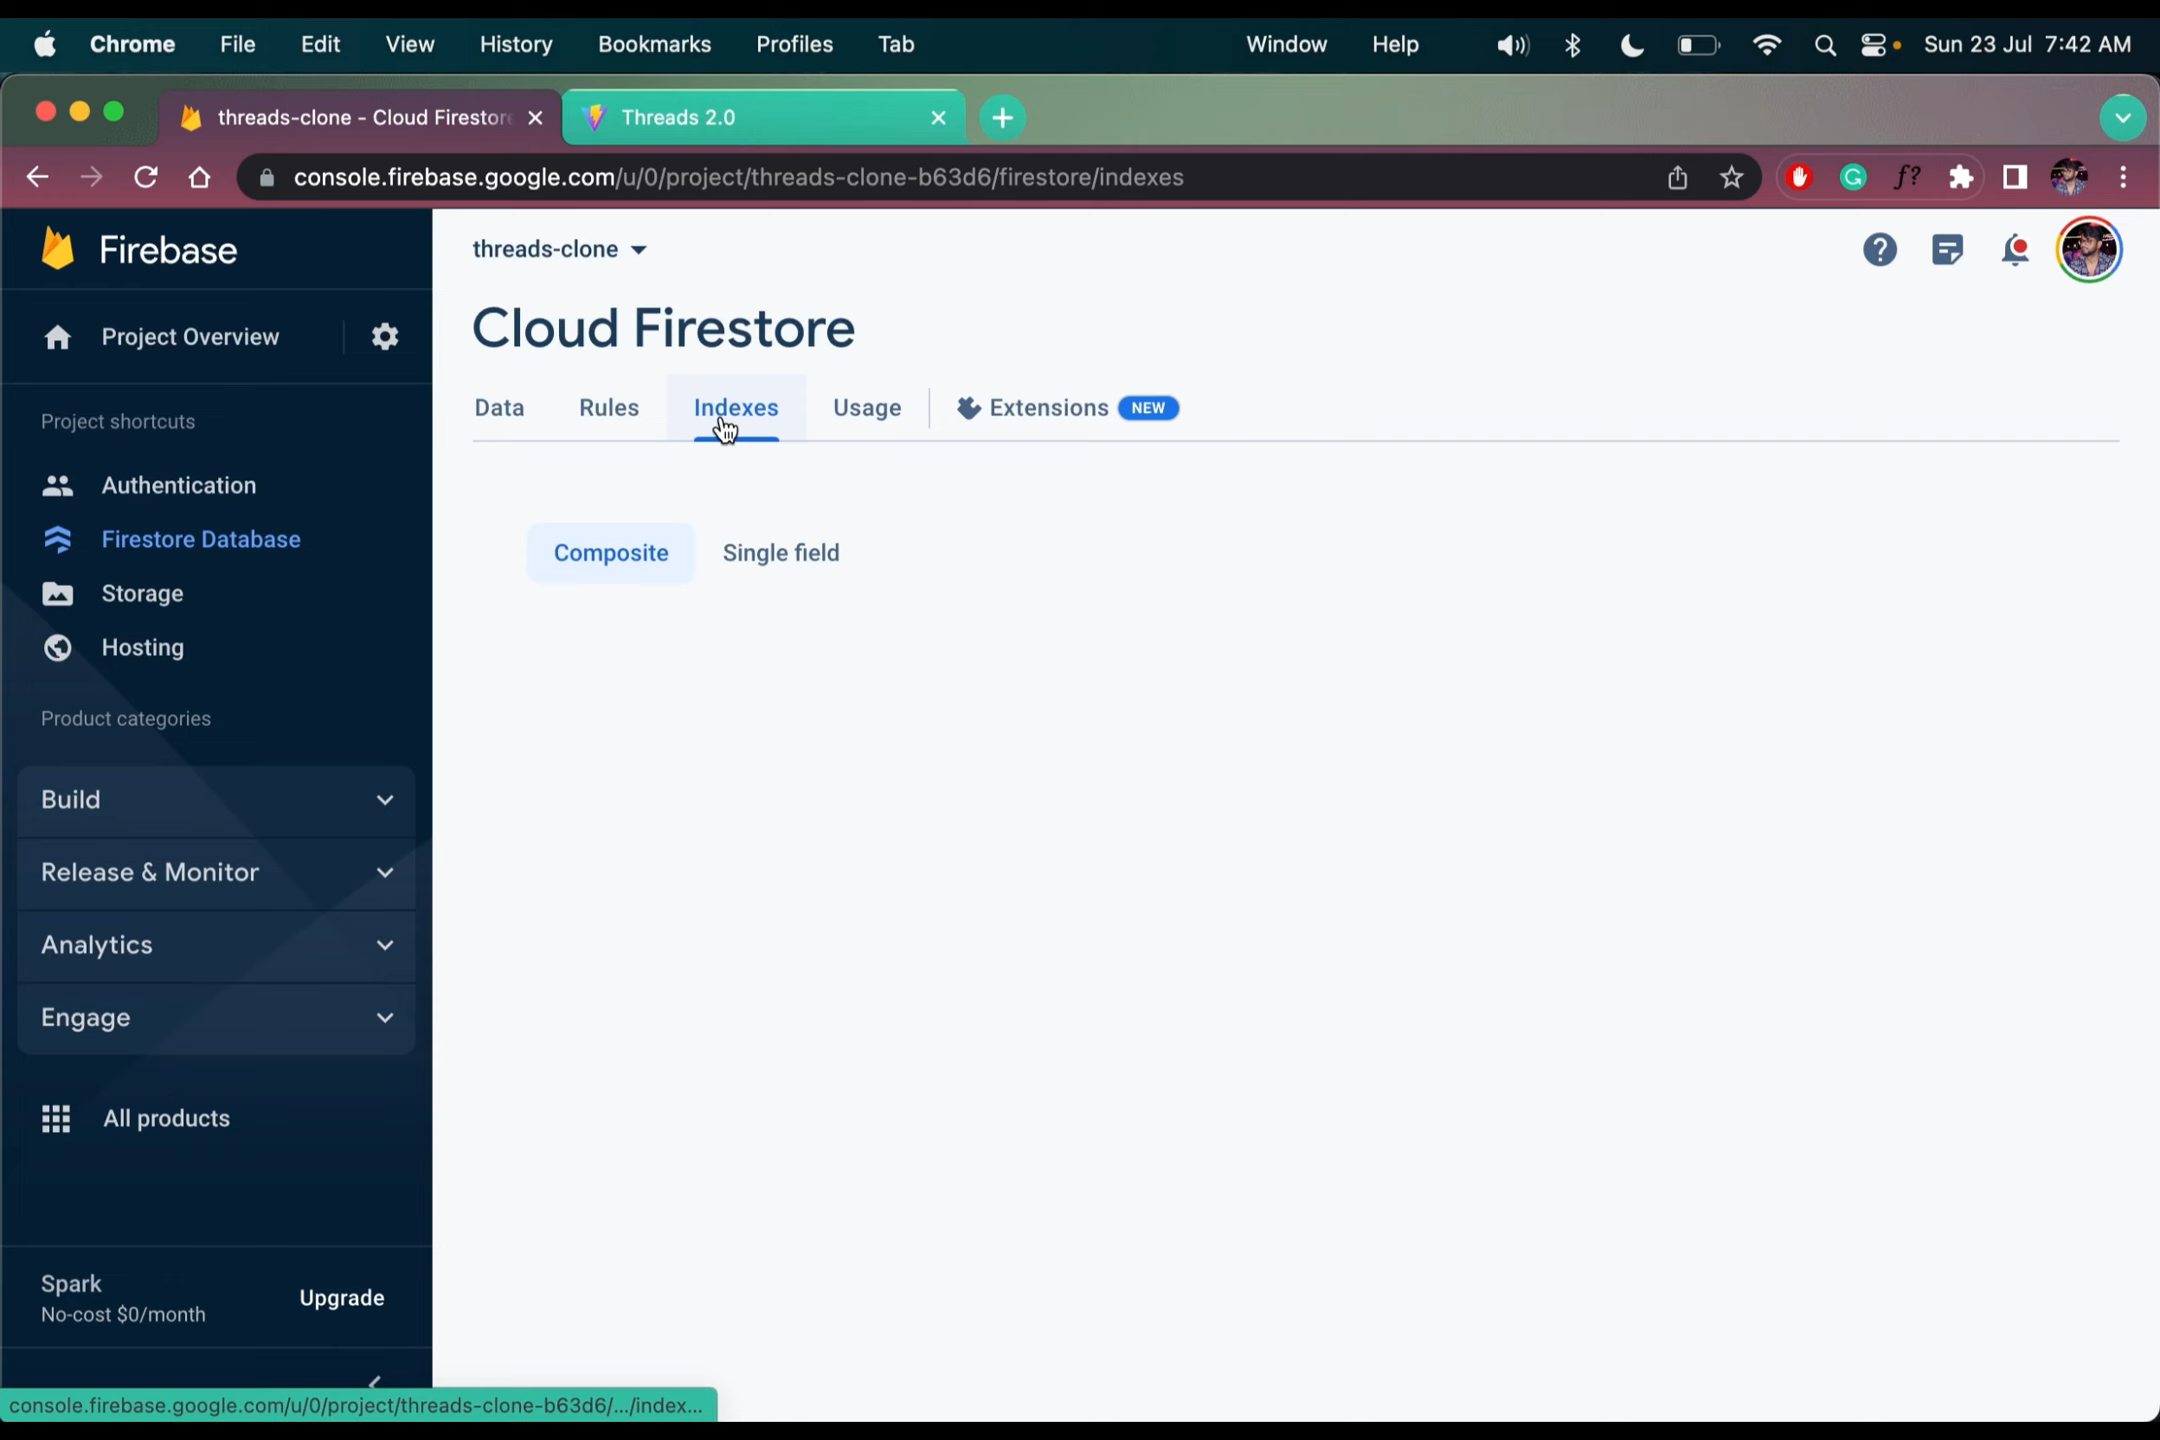 Chrome File Edit View History Bookmarks Profiles Tab Window Help Sun 23 Jul 7:42 AM
threads-clone - Cloud Firestore Threads 2.0
console.firebase.google.com/u/0/project/threads-clone-b63d6/firestore/indexes f?
Firebase
threads-clone
Cloud Firestore
Project Overview
Data Rules Indexes Usage Extensions NEW
Project shortcuts
Authentication
Firestore Database
Storage
Hosting
Composite Single field
Product categories
Build
Release & Monitor
Analytics
Engage
All products
Spark
No-cost $0/month
Upgrade
console.firebase.google.com/u/0/project/threads-clone-b63d6/.../index...